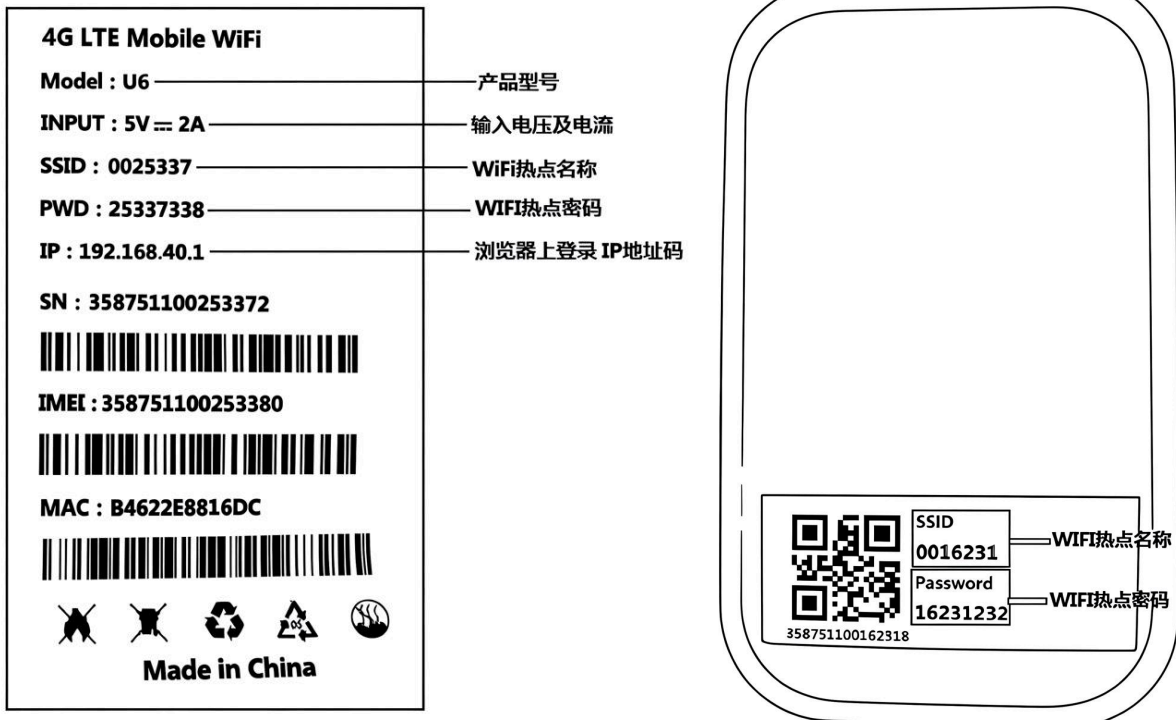 4G LTE Mobile WiFi
Model : U6
产品型号
INPUT : 5V⎓2A
输入电压及电流
SSID : 0025337
WiFi热点名称
PWD : 25337338
WIFI热点密码
IP : 192.168.40.1
浏览器上登录 IP地址码
SN : 358751100253372
IMEI : 358751100253380
MAC : B4622E8816DC
05
Made in China
SSID
0016231
WIFI热点名称
Password
16231232
WIFI热点密码
358751100162318